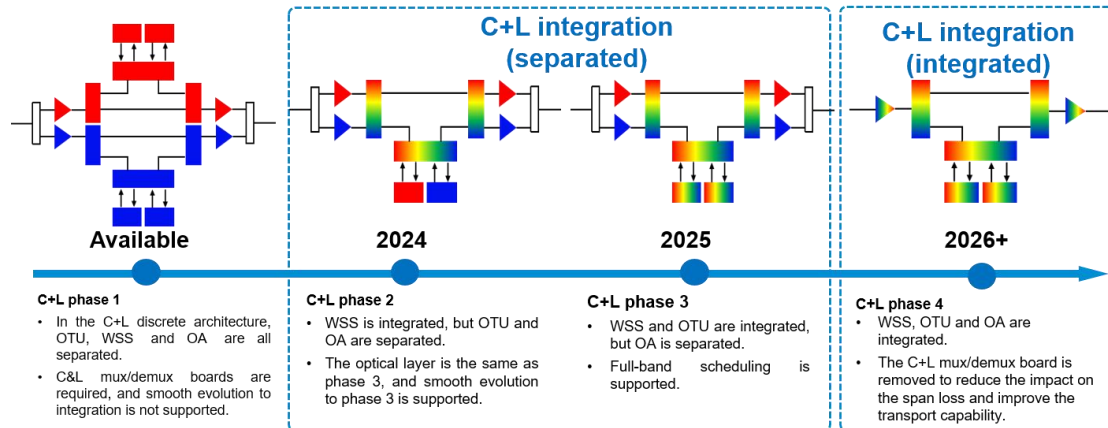 C+L integration
(separated)
C+L integration
(integrated)
Available
2024
2025
2026+
C+L phase 1
• In the C+L discrete architecture,
OTU, WSS and OA are all
separated.
• C&L mux/demux boards are
required, and smooth evolution to
integration is not supported.
C+L phase 2
• WSS is integrated, but OTU and
OA are separated.
• The optical layer is the same as
phase 3, and smooth evolution
to phase 3 is supported.
C+L phase 3
• WSS and OTU are integrated,
but OA is separated.
• Full-band scheduling is
supported.
C+L phase 4
• WSS, OTU and OA are
integrated.
• The C+L mux/demux board is
removed to reduce the impact on
the span loss and improve the
transport capability.